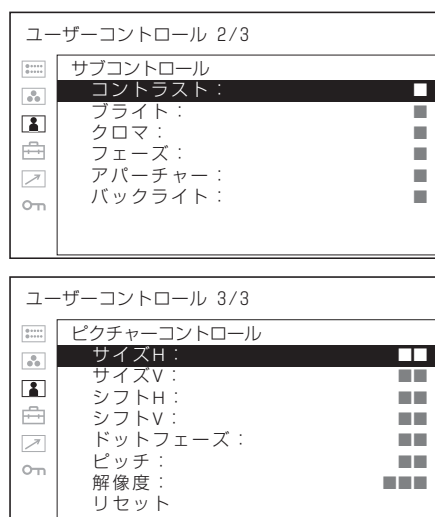 ユーザーコントロール 2/3
サブコントロール
コントラスト： ■
ブライト： ■
クロマ： ■
フェーズ： ■
アパーチャー： ■
バックライト： ■
ユーザーコントロール 3/3
ピクチャーコントロール
サイズH： ■■
サイズV： ■■
シフトH： ■■
シフトV： ■■
ドットフェーズ： ■■
ピッチ： ■■
解像度： ■■■
リセット